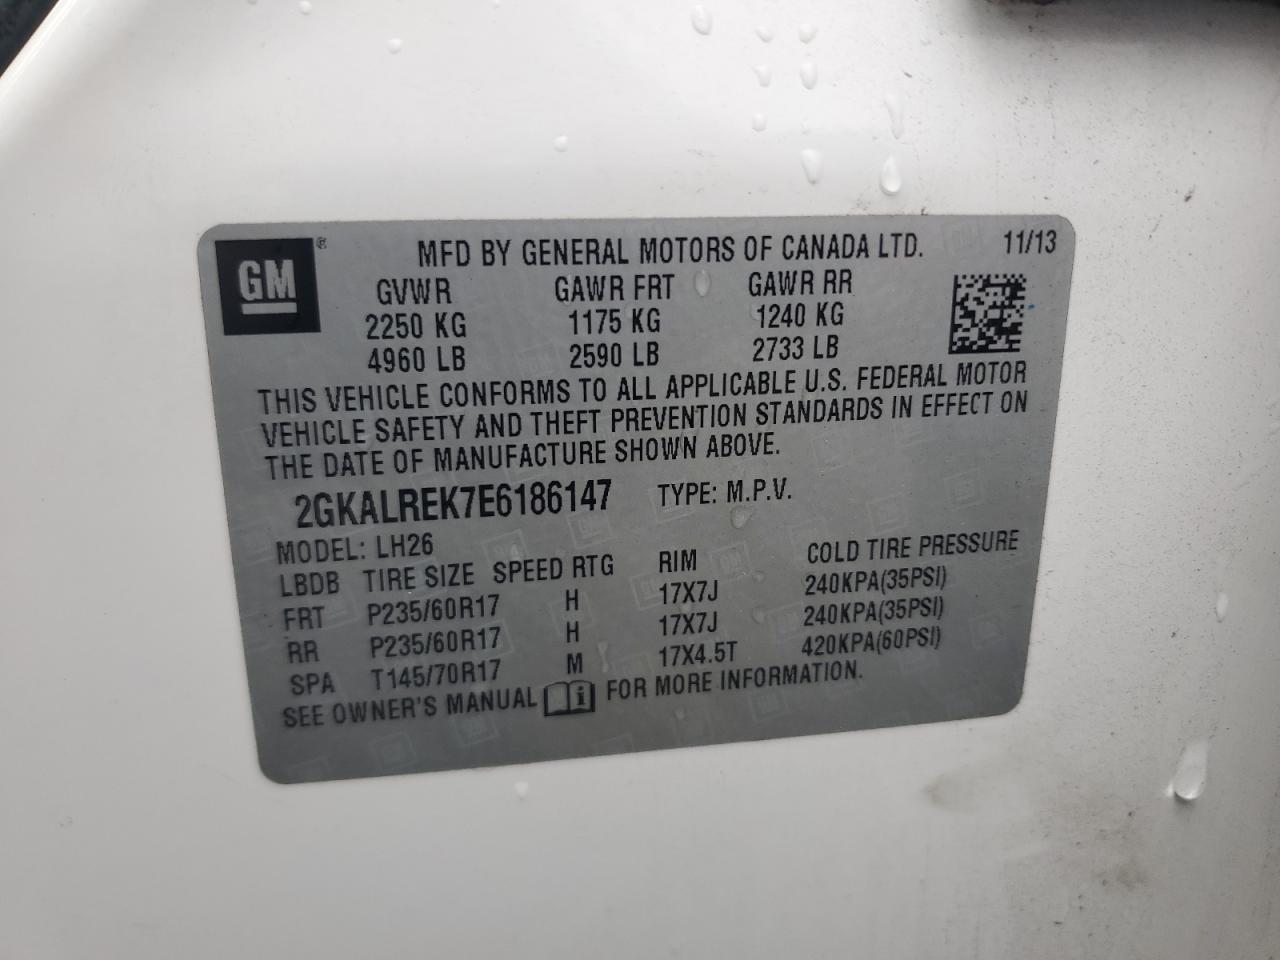 GM® MFD BY GENERAL MOTORS OF CANADA LTD. 11/13
GVWR GAWR FRT GAWR RR
2250 KG 1175 KG 1240 KG
4960 LB 2590 LB 2733 LB
THIS VEHICLE CONFORMS TO ALL APPLICABLE U.S. FEDERAL MOTOR
VEHICLE SAFETY AND THEFT PREVENTION STANDARDS IN EFFECT ON
THE DATE OF MANUFACTURE SHOWN ABOVE.
2GKALREK7E6186147 TYPE: M.P.V.
MODEL: LH26
LBDB TIRE SIZE SPEED RTG RIM COLD TIRE PRESSURE
FRT P235/60R17 H 17X7J 240KPA(35PSI)
RR P235/60R17 H 17X7J 240KPA(35PSI)
SPA T145/70R17 M 17X4.5T 420KPA(60PSI)
SEE OWNER'S MANUAL FOR MORE INFORMATION.